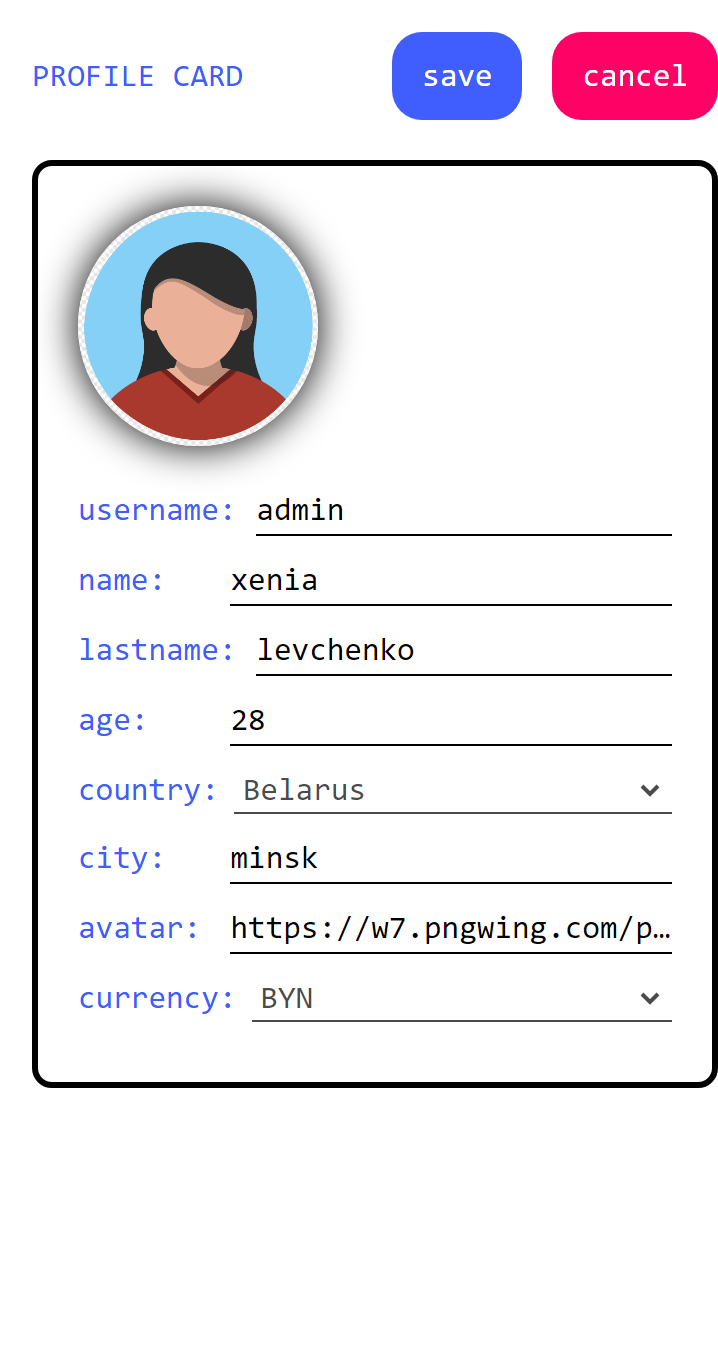 PROFILE CARD save cancel
username: admin
name: xenia
lastname: levchenko
age: 28
country: Belarus
city: minsk
avatar: https://w7.pngwing.com/p…
currency: BYN